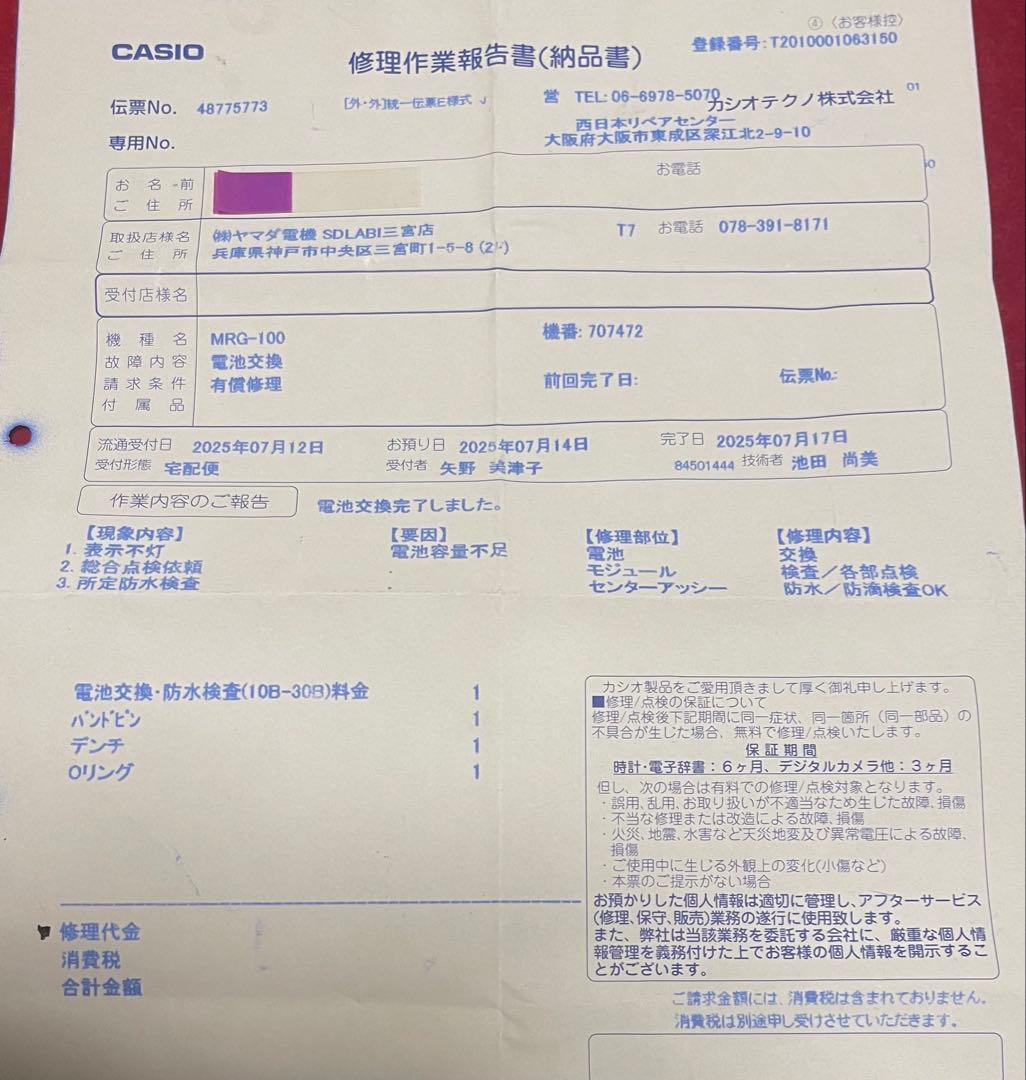 ④〈お客様控〉
CASIO
修理作業報告書(納品書)
登録番号:T2010001063150
伝票No. 48775773
[外・外]統一伝票E様式
営 TEL:06-6978-5070
カシオテクノ株式会社
01
専用No.
西日本リペアセンター
大阪府大阪市東成区深江北2-9-10
お名前
ご住所
お電話
取扱店様名
ご住所
㈱ヤマダ電機 SDLABI三宮店
兵庫県神戸市中央区三宮町1-5-8
T7 お電話 078-391-8171
受付店様名
機種名 MRG-100
機番: 707472
故障内容 電池交換
請求条件 有償修理
前回完了日:
伝票No.:
付属品
流通受付日 2025年07月12日
お預り日 2025年07月14日
完了日 2025年07月17日
受付形態 宅配便
受付者 矢野 美津子
84501444 技術者 池田 尚美
作業内容のご報告
電池交換完了しました。
【現象内容】
1. 表示不灯
2. 総合点検依頼
3. 所定防水検査
【要因】
電池容量不足
【修理部位】
電池
モジュール
センターアッシー
【修理内容】
交換
検査／各部点検
防水／防滴検査OK
電池交換・防水検査(10B-30B)料金 1
バンドピン 1
デンチ 1
Oリング 1
カシオ製品をご愛用頂きまして厚く御礼申し上げます。
■修理/点検の保証について
修理/点検後下記期間に同一症状、同一箇所（同一部品）の
不具合が生じた場合、無料で修理/点検いたします。
保証期間
時計・電子辞書：6ヶ月、デジタルカメラ他：3ヶ月
但し、次の場合は有料での修理/点検対象となります。
・誤用、乱用、お取り扱いが不適当なため生じた故障、損傷
・不当な修理または改造による故障、損傷
・火災、地震、水害など天災地変及び異常電圧による故障、
損傷
・ご使用中に生じる外観上の変化(小傷など)
・本票のご提示がない場合
お預かりした個人情報は適切に管理し、アフターサービス
(修理、保守、販売)業務の遂行に使用致します。
また、弊社は当該業務を委託する会社に、厳重な個人情
報管理を義務付けた上でお客様の個人情報を開示するこ
とがございます。
修理代金
消費税
合計金額
ご請求金額には、消費税は含まれておりません。
消費税は別途申し受けさせていただきます。